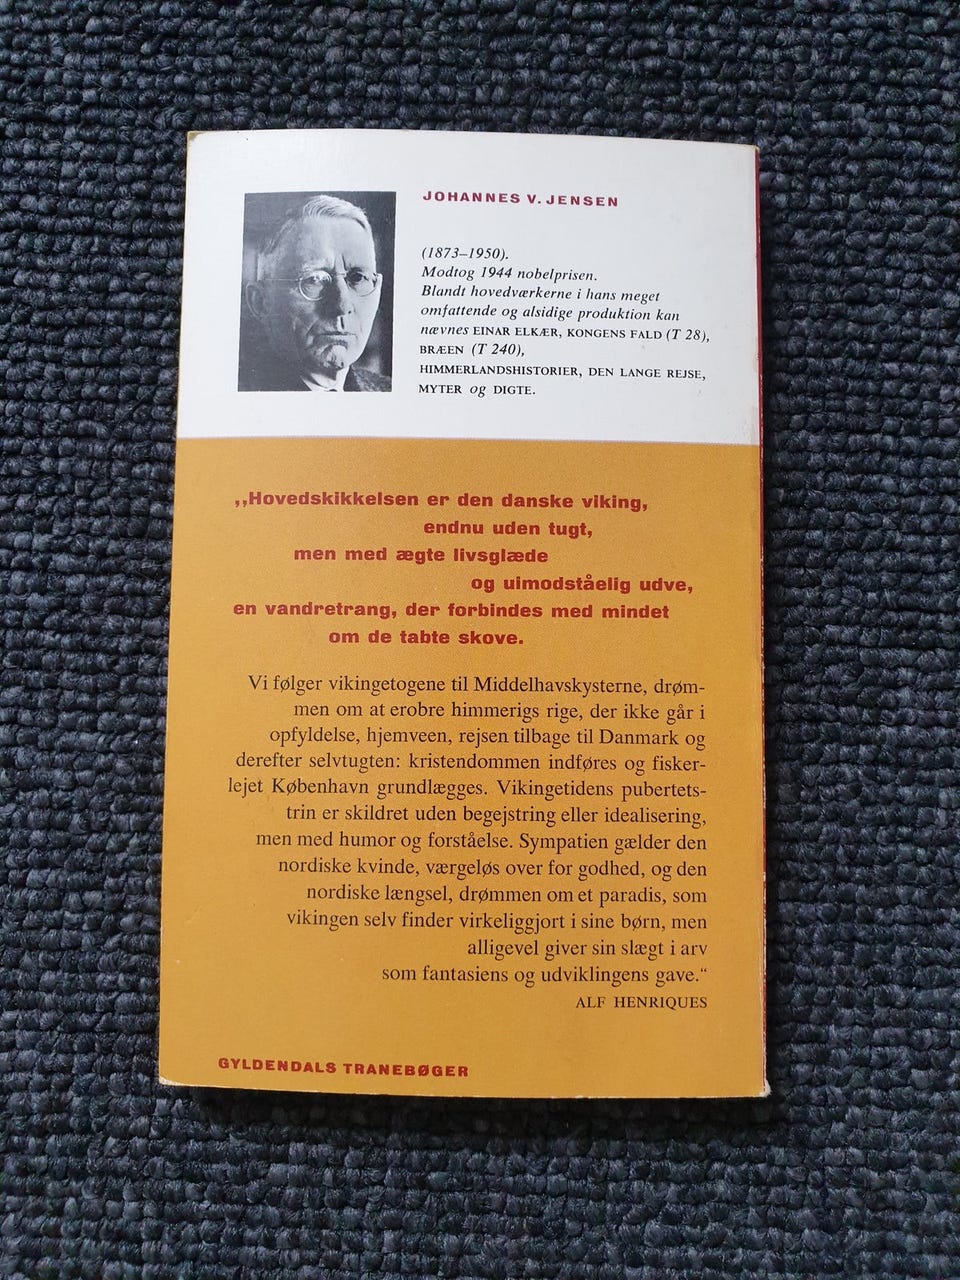 JOHANNES V. JENSEN
(1873–1950).
Modtog 1944 nobelprisen.
Blandt hovedværkerne i hans meget
omfattende og alsidige produktion kan
nævnes EINAR ELKÆR, KONGENS FALD (T 28),
BRÆEN (T 240),
HIMMERLANDSHISTORIER, DEN LANGE REJSE,
MYTER og DIGTE.
,,Hovedskikkelsen er den danske viking,
endnu uden tugt,
men med ægte livsglæde
og uimodståelig udve,
en vandretrang, der forbindes med mindet
om de tabte skove.
Vi følger vikingetogene til Middelhavskysterne, drøm-
men om at erobre himmerigs rige, der ikke går i
opfyldelse, hjemveen, rejsen tilbage til Danmark og
derefter selvtugten: kristendommen indføres og fisker-
lejet København grundlægges. Vikingetidens pubertets-
trin er skildret uden begejstring eller idealisering,
men med humor og forståelse. Sympatien gælder den
nordiske kvinde, værgeløs over for godhed, og den
nordiske længsel, drømmen om et paradis, som
vikingen selv finder virkeliggjort i sine børn, men
alligevel giver sin slægt i arv
som fantasiens og udviklingens gave.“
ALF HENRIQUES
GYLDENDALS TRANEBØGER